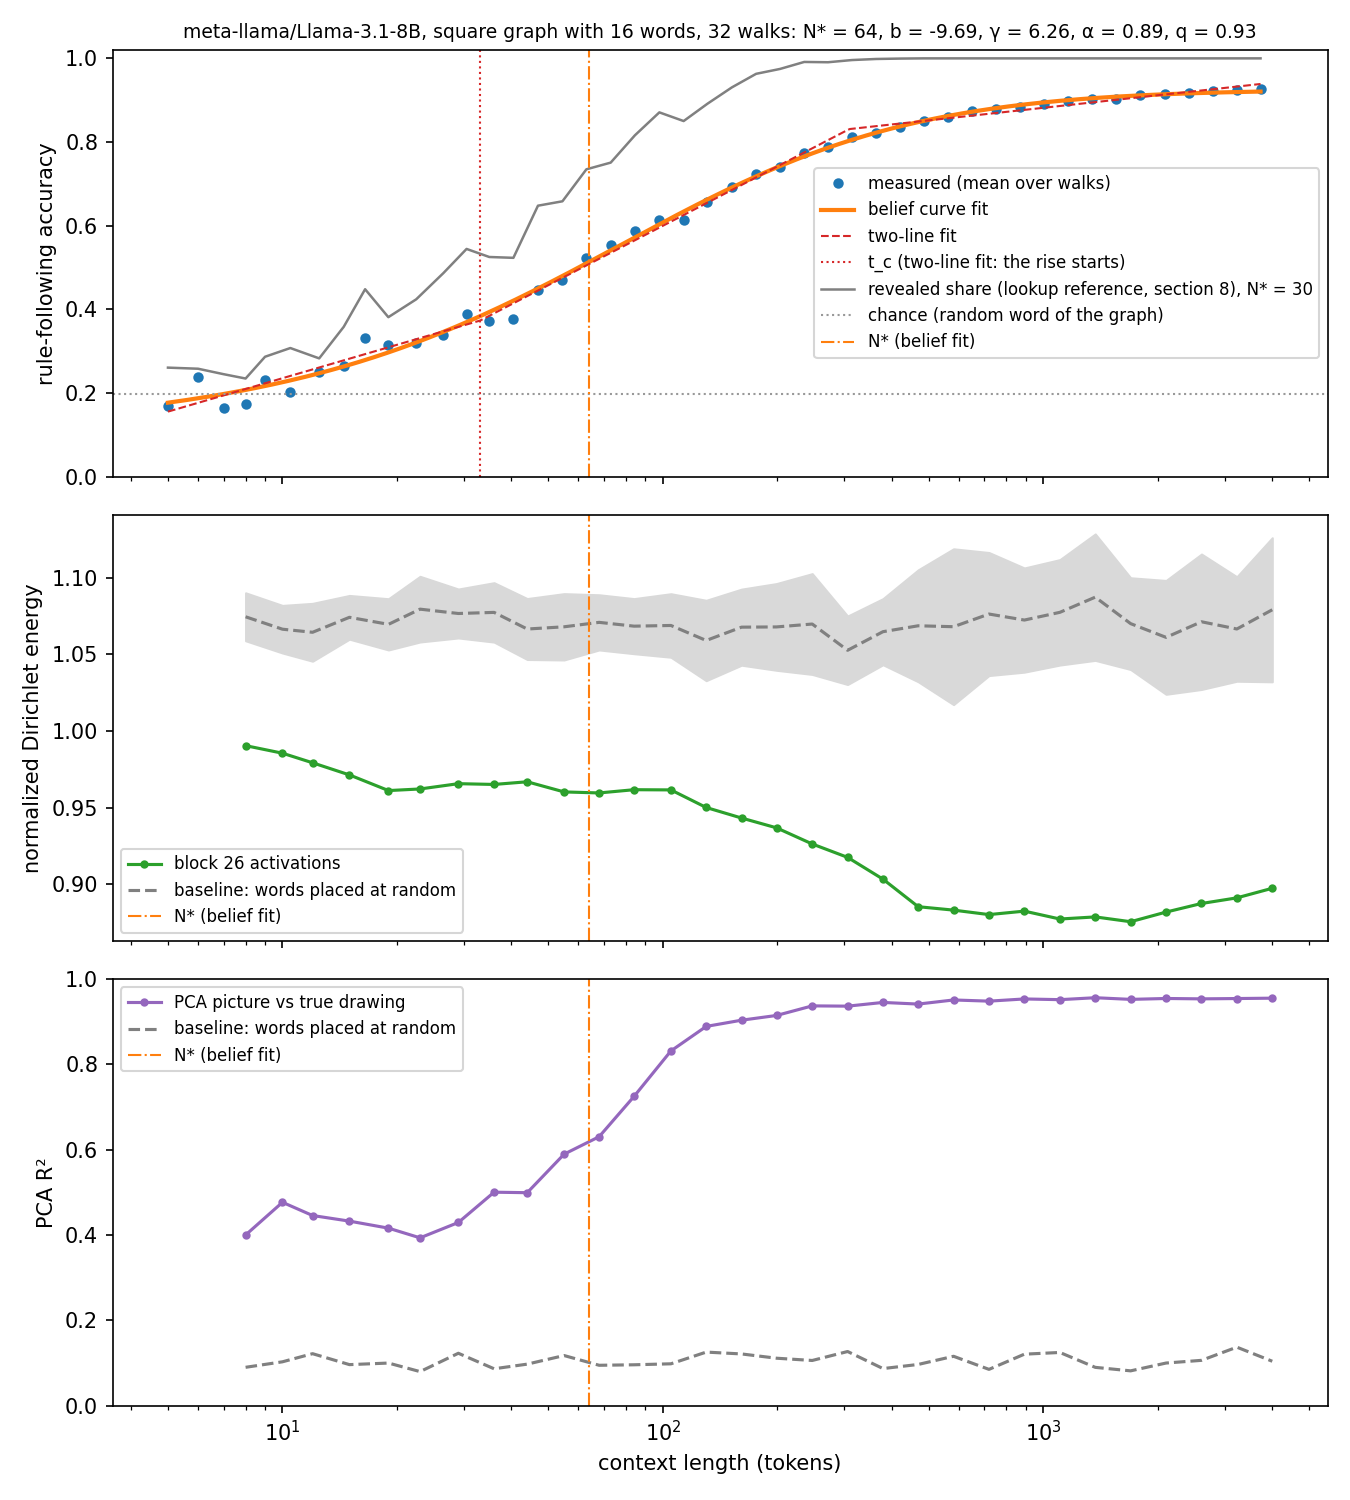 meta-llama/Llama-3.1-8B, square graph with 16 words, 32 walks: N* = 64, b = -9.69, γ = 6.26, α = 0.89, q = 0.93
1.0
0.8
0.6
0.4
0.2
0.0
rule-following accuracy
measured (mean over walks)
belief curve fit
two-line fit
t_c (two-line fit: the rise starts)
revealed share (lookup reference, section 8), N* = 30
chance (random word of the graph)
N* (belief fit)
1.10
1.05
1.00
0.95
0.90
normalized Dirichlet energy
block 26 activations
baseline: words placed at random
N* (belief fit)
1.0
0.8
0.6
0.4
0.2
0.0
PCA R²
PCA picture vs true drawing
baseline: words placed at random
N* (belief fit)
10¹ 10² 10³
context length (tokens)